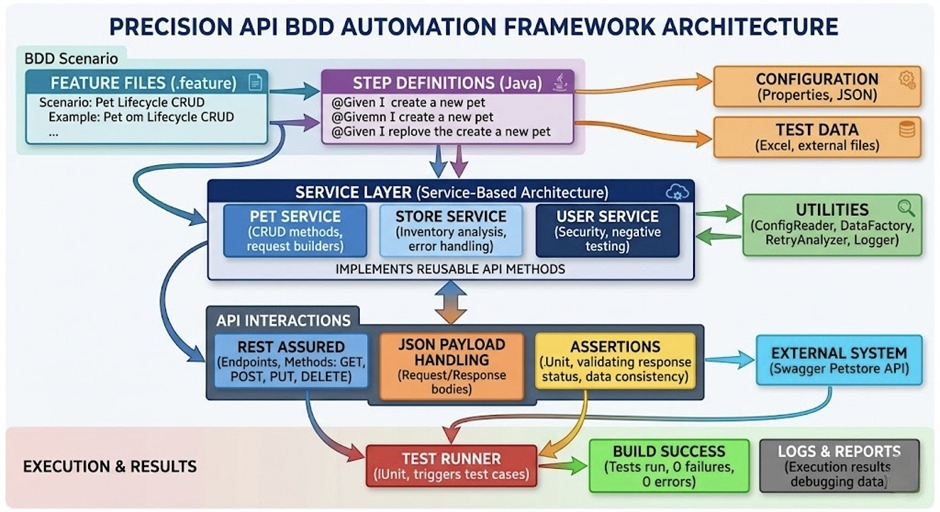 PRECISION API BDD AUTOMATION FRAMEWORK ARCHITECTURE
BDD Scenario
FEATURE FILES (.feature)
Scenario: Pet Lifecycle CRUD
Example: Pet om Lifecycle CRUD
...
STEP DEFINITIONS (Java)
@Given I create a new pet
@Givemn I create a new pet
@Given I replove the create a new pet
CONFIGURATION
(Properties, JSON)
TEST DATA
(Excel, external files)
SERVICE LAYER (Service-Based Architecture)
PET SERVICE
(CRUD methods,
request builders)
STORE SERVICE
(Inventory analysis,
error handling)
USER SERVICE
(Security, negative
testing)
IMPLEMENTS REUSABLE API METHODS
UTILITIES
(ConfigReader, DataFactory,
RetryAnalyzer, Logger)
API INTERACTIONS
REST ASSURED
(Endpoints, Methods: GET,
POST, PUT, DELETE)
JSON PAYLOAD
HANDLING
(Request/Response
bodies)
ASSERTIONS
(Unit, validating response
status, data consistency)
EXTERNAL SYSTEM
(Swagger Petstore API)
EXECUTION & RESULTS
TEST RUNNER
(IUnit, triggers test cases)
BUILD SUCCESS
(Tests run, 0 failures,
0 errors)
LOGS & REPORTS
(Execution results
debugging data)